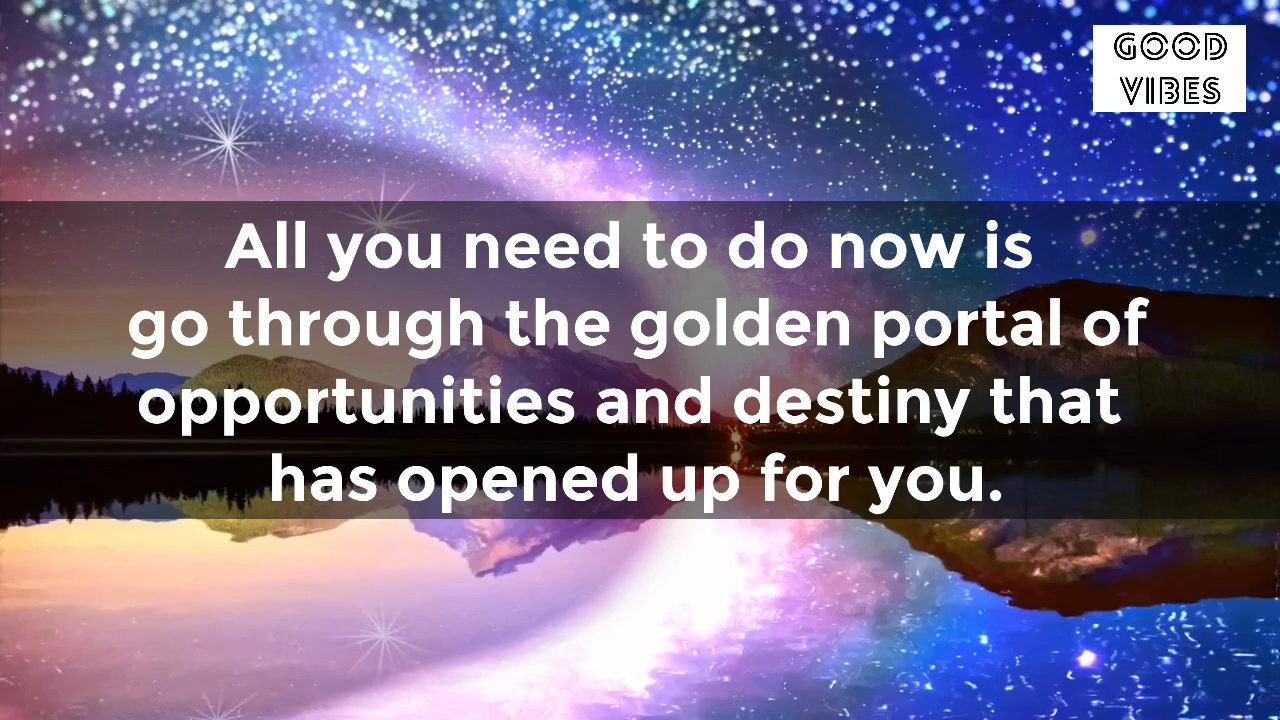 GOOD
VIBES
All you need to do now is
go through the golden portal of
opportunities and destiny that
has opened up for you.